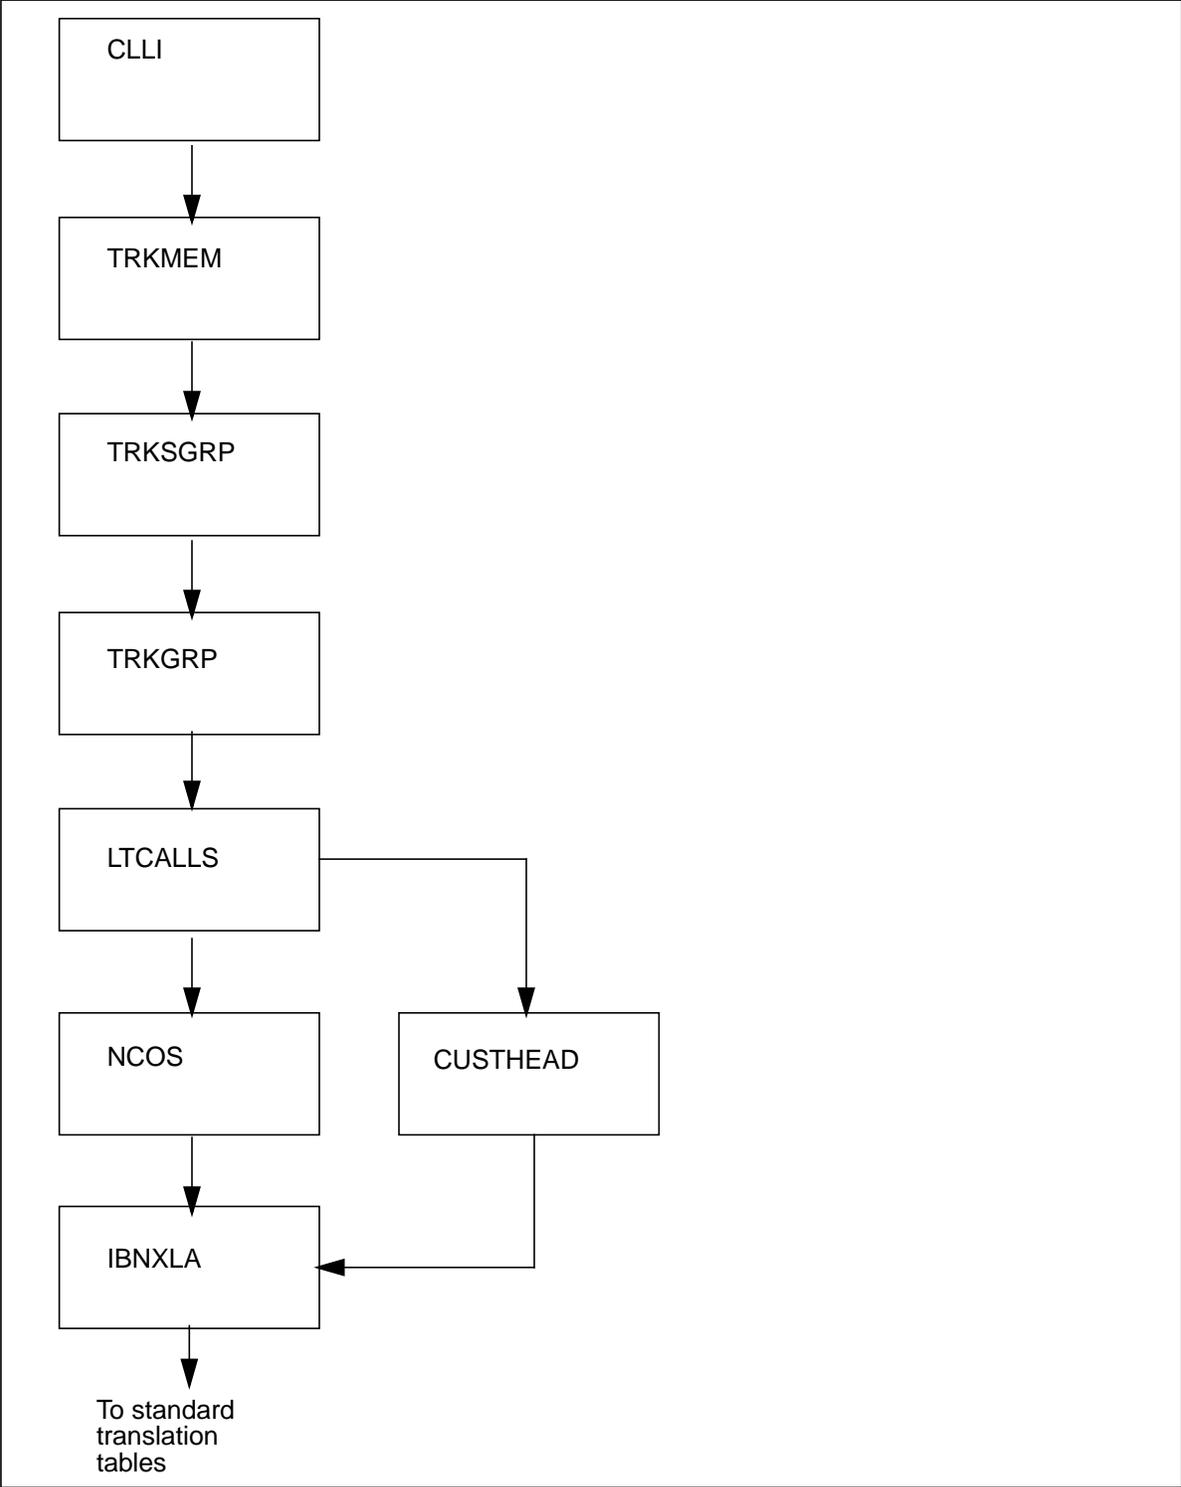 CLLI
TRKMEM
TRKSGRP
TRKGRP
LTCALLS
NCOS
CUSTHEAD
IBNXLA
To standard
translation
tables